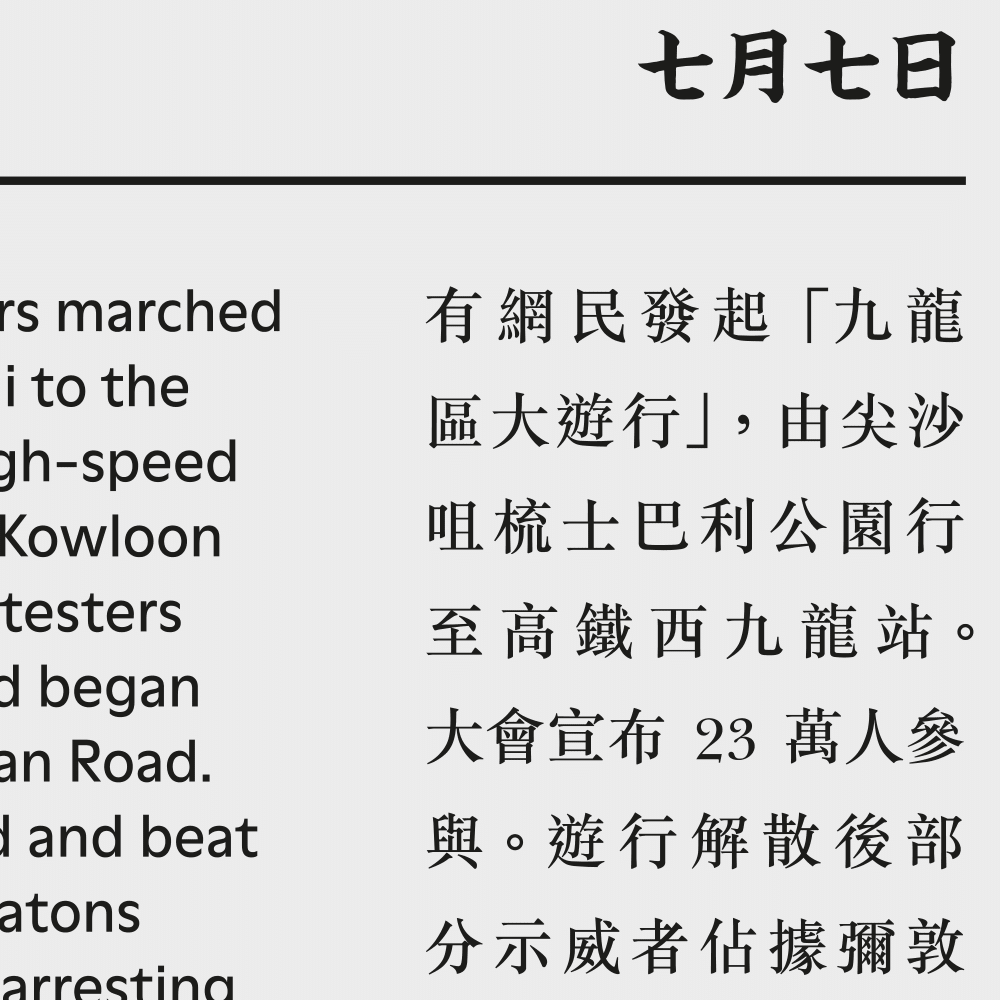 七月七日
rs marched
i to the
gh-speed
Kowloon
testers
d began
an Road.
d and beat
atons
arresting
有網民發起「九龍
區大遊行」，由尖沙
咀梳士巴利公園行
至高鐵西九龍站。
大會宣布 23 萬人參
與。遊行解散後部
分示威者佔據彌敦